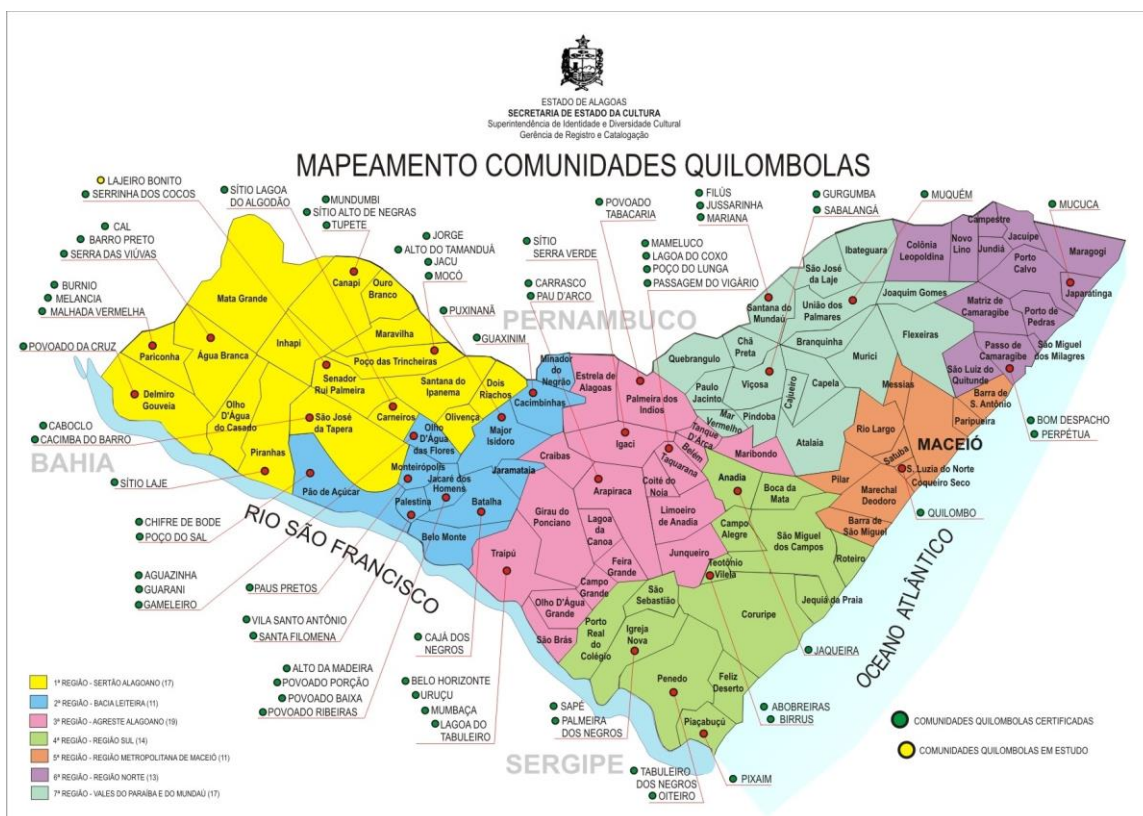 ESTADO DE ALAGOAS
SECRETARIA DE ESTADO DA CULTURA
Superintendência de Identidade e Diversidade Cultural
Gerência de Registro e Catalogação
MAPEAMENTO COMUNIDADES QUILOMBOLAS
LAJEIRO BONITO
SERRINHA DOS COCOS
SÍTIO LAGOA
DO ALGODÃO
MUNDUMBI
SÍTIO ALTO DE NEGRAS
TUPETE
POVOADO
TABACARIA
FILÚS
JUSSARINHA
MARIANA
GURGUMBA
SABALANGÁ
MUQUÉM
MUCUCA
CAL
BARRO PRETO
SERRA DAS VIÚVAS
JORGE
ALTO DO TAMANDUÁ
JACU
MOCÓ
SÍTIO
SERRA VERDE
MAMELUCO
LAGOA DO COXO
POÇO DO LUNGA
PASSAGEM DO VIGÁRIO
BURNIO
MELANCIA
MALHADA VERMELHA
CARRASCO
PAU D'ARCO
PUXINANÃ
GUAXINIM
POVOADO DA CRUZ
PERNAMBUCO
Mata Grande
Canapi
Ouro
Branco
Inhapi
Maravilha
Poço das Trincheiras
Pariconha
Água Branca
Senador
Rui Palmeira
Santana do
Ipanema
Dois
Riachos
Delmiro
Gouveia
Olho
D'Água
do Casado
São José
da Tapera
Carneiros
Olivença
Piranhas
Minador
do
Negrão
Cacimbinhas
Major
Isidoro
Olho
D'Água
das Flores
Monteirópolis
Jacaré dos
Homens
Jaramataia
Pão de Açúcar
Palestina
Batalha
Belo Monte
Estrela de
Alagoas
Palmeira dos
Indios
Igaci
Craibas
Arapiraca
Coité do
Noia
Taquarana
Belém
Tanque
D'Arca
Mar
Vermelho
Maribondo
Girau do
Ponciano
Lagoa
da
Canoa
Limoeiro
de Anadia
Feira
Grande
Junqueiro
Traipú
Campo
Grande
Olho D'Água
Grande
São Brás
Quebrangulo
Paulo
Jacinto
Chã
Preta
Viçosa
Pindoba
Cajueiro
Capela
Atalaia
Santana do
Mundaú
São José
da Laje
Ibateguara
União dos
Palmares
Branquinha
Murici
Joaquim Gomes
Flexeiras
Colônia
Leopoldina
Novo
Lino
Campestre
Jundiá
Jacuípe
Porto
Calvo
Maragogi
Japaratinga
Matriz de
Camaragibe
Porto de
Pedras
Passo de
Camaragibe
São Miguel
dos Milagres
São Luiz do
Quitunde
Messias
Barra de
S. Antônio
Paripueira
Rio Largo
MACEIÓ
Satuba
S. Luzia do Norte
Coqueiro Seco
Pilar
Marechal
Deodoro
Barra de
São Miguel
Anadia
Boca da
Mata
Campo
Alegre
São Miguel
dos Campos
Roteiro
Teotônio
Vilela
Jequiá da Praia
Coruripe
São
Sebastião
Porto
Real do
Colégio
Igreja
Nova
Penedo
Feliz
Deserto
Piaçabuçú
CABOCLO
CACIMBA DO BARRO
BAHIA
SÍTIO LAJE
CHIFRE DE BODE
POÇO DO SAL
RIO SÃO FRANCISCO
AGUAZINHA
GUARANI
GAMELEIRO
PAUS PRETOS
VILA SANTO ANTÔNIO
SANTA FILOMENA
CAJÁ DOS
NEGROS
ALTO DA MADEIRA
POVOADO PORÇÃO
POVOADO BAIXA
POVOADO RIBEIRAS
BELO HORIZONTE
URUÇU
MUMBAÇA
LAGOA DO
TABULEIRO
SAPÉ
PALMEIRA
DOS NEGROS
SERGIPE
TABULEIRO
DOS NEGROS
OITEIRO
PIXAIM
ABOBREIRAS
BIRRUS
JAQUEIRA
QUILOMBO
BOM DESPACHO
PERPÉTUA
OCEANO ATLÂNTICO
1ª REGIÃO - SERTÃO ALAGOANO (17)
2ª REGIÃO - BACIA LEITEIRA (11)
3ª REGIÃO - AGRESTE ALAGOANO (19)
4ª REGIÃO - REGIÃO SUL (14)
5ª REGIÃO - REGIÃO METROPOLITANA DE MACEIÓ (11)
6ª REGIÃO - REGIÃO NORTE (13)
7ª REGIÃO - VALES DO PARAÍBA E DO MUNDAÚ (17)
COMUNIDADES QUILOMBOLAS CERTIFICADAS
COMUNIDADES QUILOMBOLAS EM ESTUDO